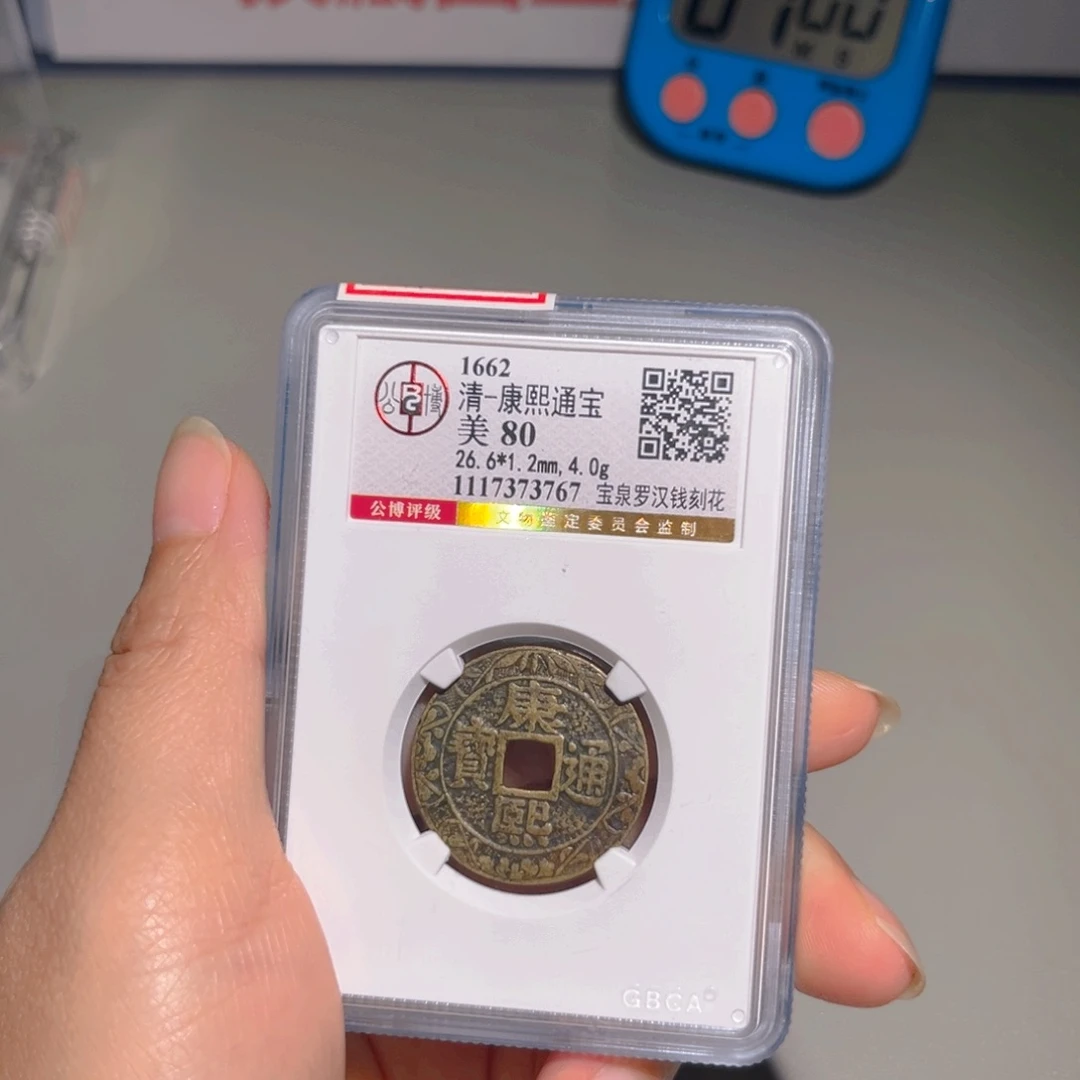 1662
清-康熙通宝
美 80
26.6*1.2mm,4.0g
1117373767 宝泉罗汉钱刻花
公博评级 文物鉴定委员会监制
康熙通寶
GBCA